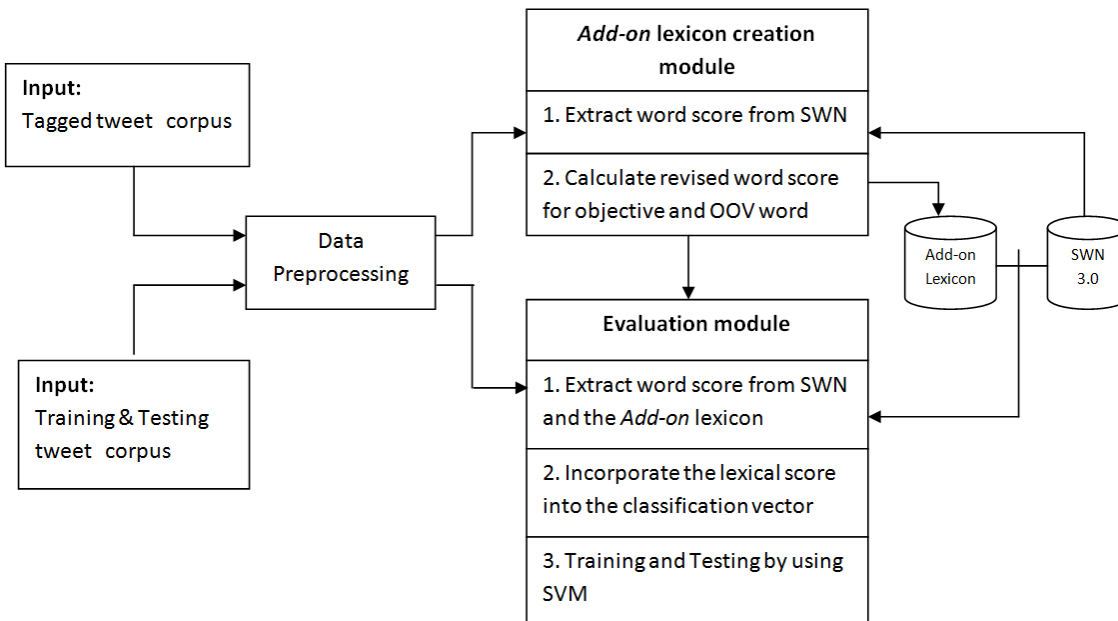 Input:
Tagged tweet corpus
Input:
Training & Testing
tweet corpus
Data
Preprocessing
Add-on lexicon creation
module
1. Extract word score from SWN
2. Calculate revised word score
for objective and OOV word
Add-on
Lexicon
SWN
3.0
Evaluation module
1. Extract word score from SWN
and the Add-on lexicon
2. Incorporate the lexical score
into the classification vector
3. Training and Testing by using
SVM